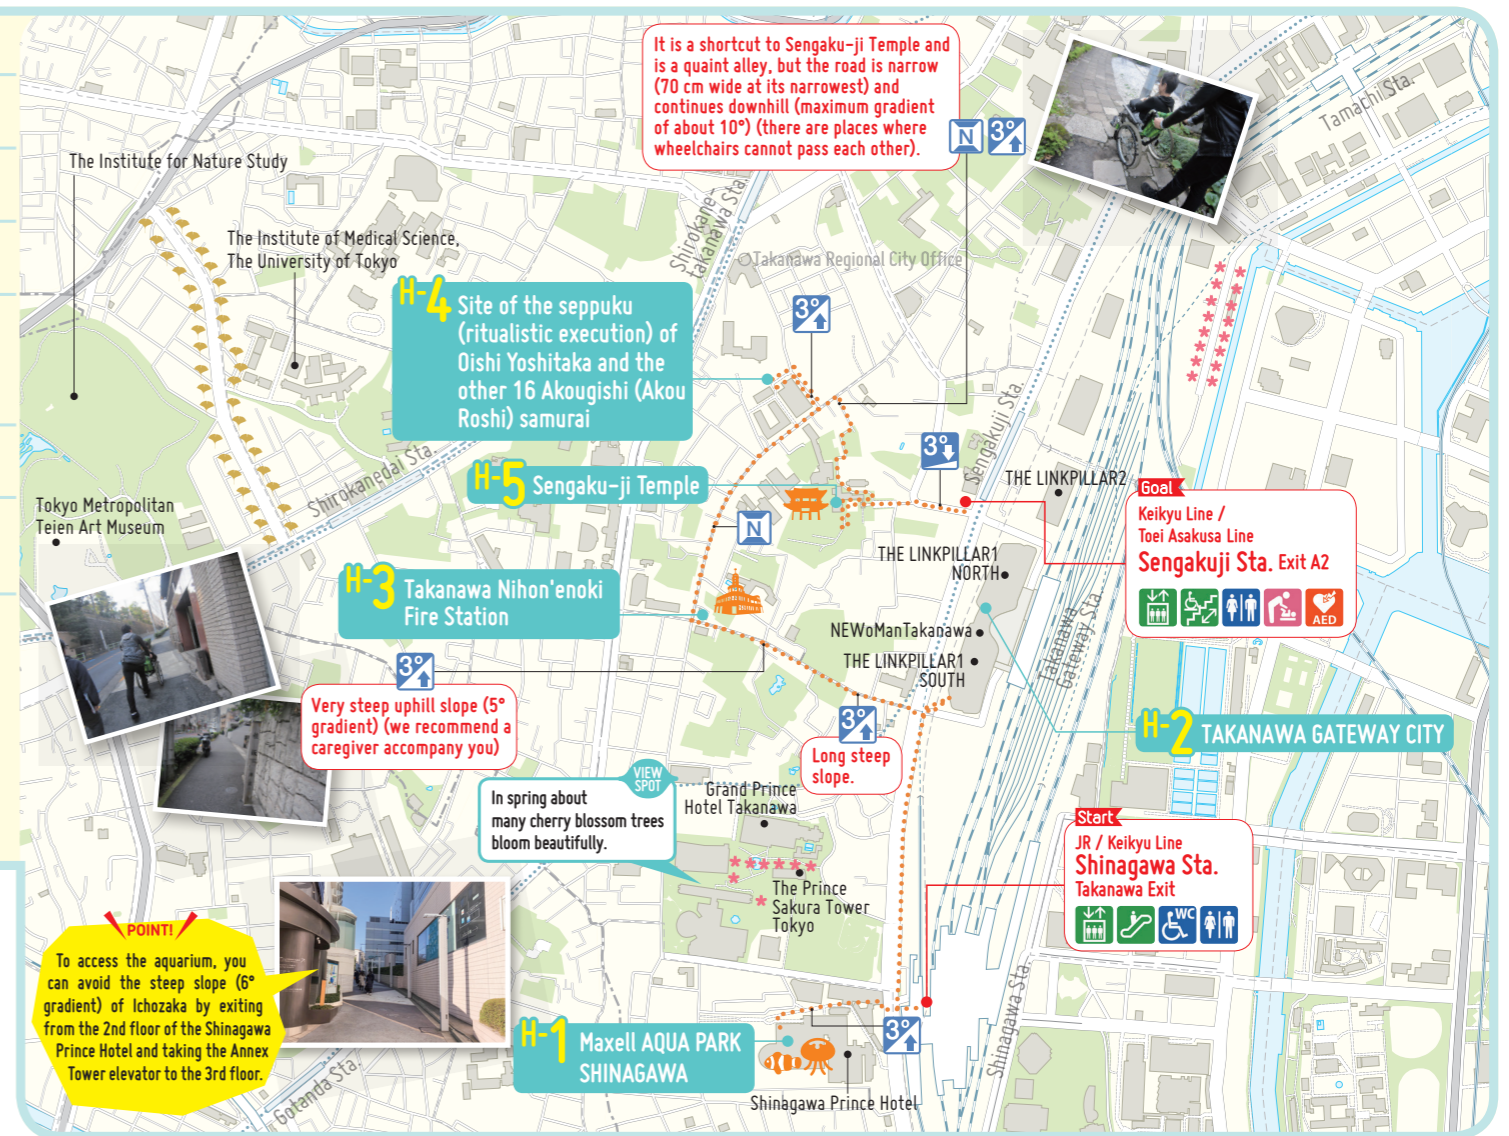 It is a shortcut to Sengaku-ji Temple and
is a quaint alley, but the road is narrow
(70 cm wide at its narrowest) and
continues downhill (maximum gradient
of about 10°) (there are places where
wheelchairs cannot pass each other).
N
3°
Tamachi Sta.
The Institute for Nature Study
Shirokane-
Takanawa Sta.
The Institute of Medical Science,
The University of Tokyo
Takanawa Regional City Office
H-4
Site of the seppuku
(ritualistic execution) of
Oishi Yoshitaka and the
other 16 Akougishi (Akou
Roshi) samurai
3°
Shirokanedai Sta.
3°
Sengakuji Sta.
H-5 Sengaku-ji Temple
THE LINKPILLAR2
Goal
Keikyu Line /
Toei Asakusa Line
Sengakuji Sta. Exit A2
AED
Tokyo Metropolitan
Teien Art Museum
N
THE LINKPILLAR1
NORTH
H-3 Takanawa Nihon'enoki
Fire Station
NEWoManTakanawa
THE LINKPILLAR1
SOUTH
Takanawa
Gateway Sta.
3°
Very steep uphill slope (5°
gradient) (we recommend a
caregiver accompany you)
3°
Long steep
slope.
H-2 TAKANAWA GATEWAY CITY
VIEW
SPOT
In spring about
many cherry blossom trees
bloom beautifully.
Grand Prince
Hotel Takanawa
The Prince
Sakura Tower
Tokyo
Start
JR / Keikyu Line
Shinagawa Sta.
Takanawa Exit
WC
POINT!
To access the aquarium, you
can avoid the steep slope (6°
gradient) of Ichozaka by exiting
from the 2nd floor of the Shinagawa
Prince Hotel and taking the Annex
Tower elevator to the 3rd floor.
H-1 Maxell AQUA PARK
SHINAGAWA
3°
Shinagawa Sta.
Gotanda Sta.
Shinagawa Prince Hotel